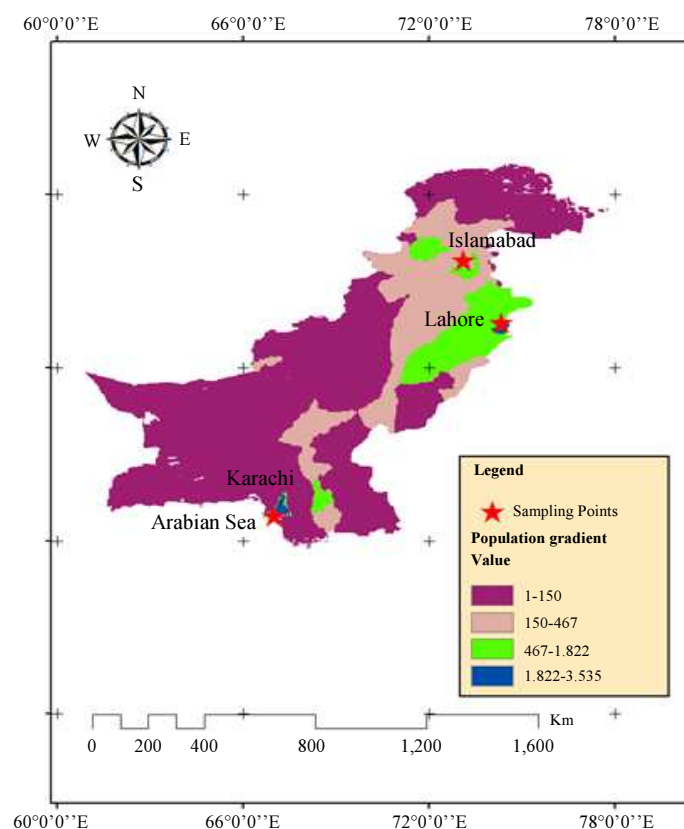 60°0’0’’E 66°0’0’’E 72°0’0’’E 78°0’0’’E
N
W E
S
Islamabad
Lahore
Karachi
Arabian Sea
Legend
Sampling Points
Population gradient
Value
1-150
150-467
467-1.822
1.822-3.535
Km
0 200 400 800 1,200 1,600
60°0’0’’E 66°0’0’’E 72°0’0’’E 78°0’0’’E